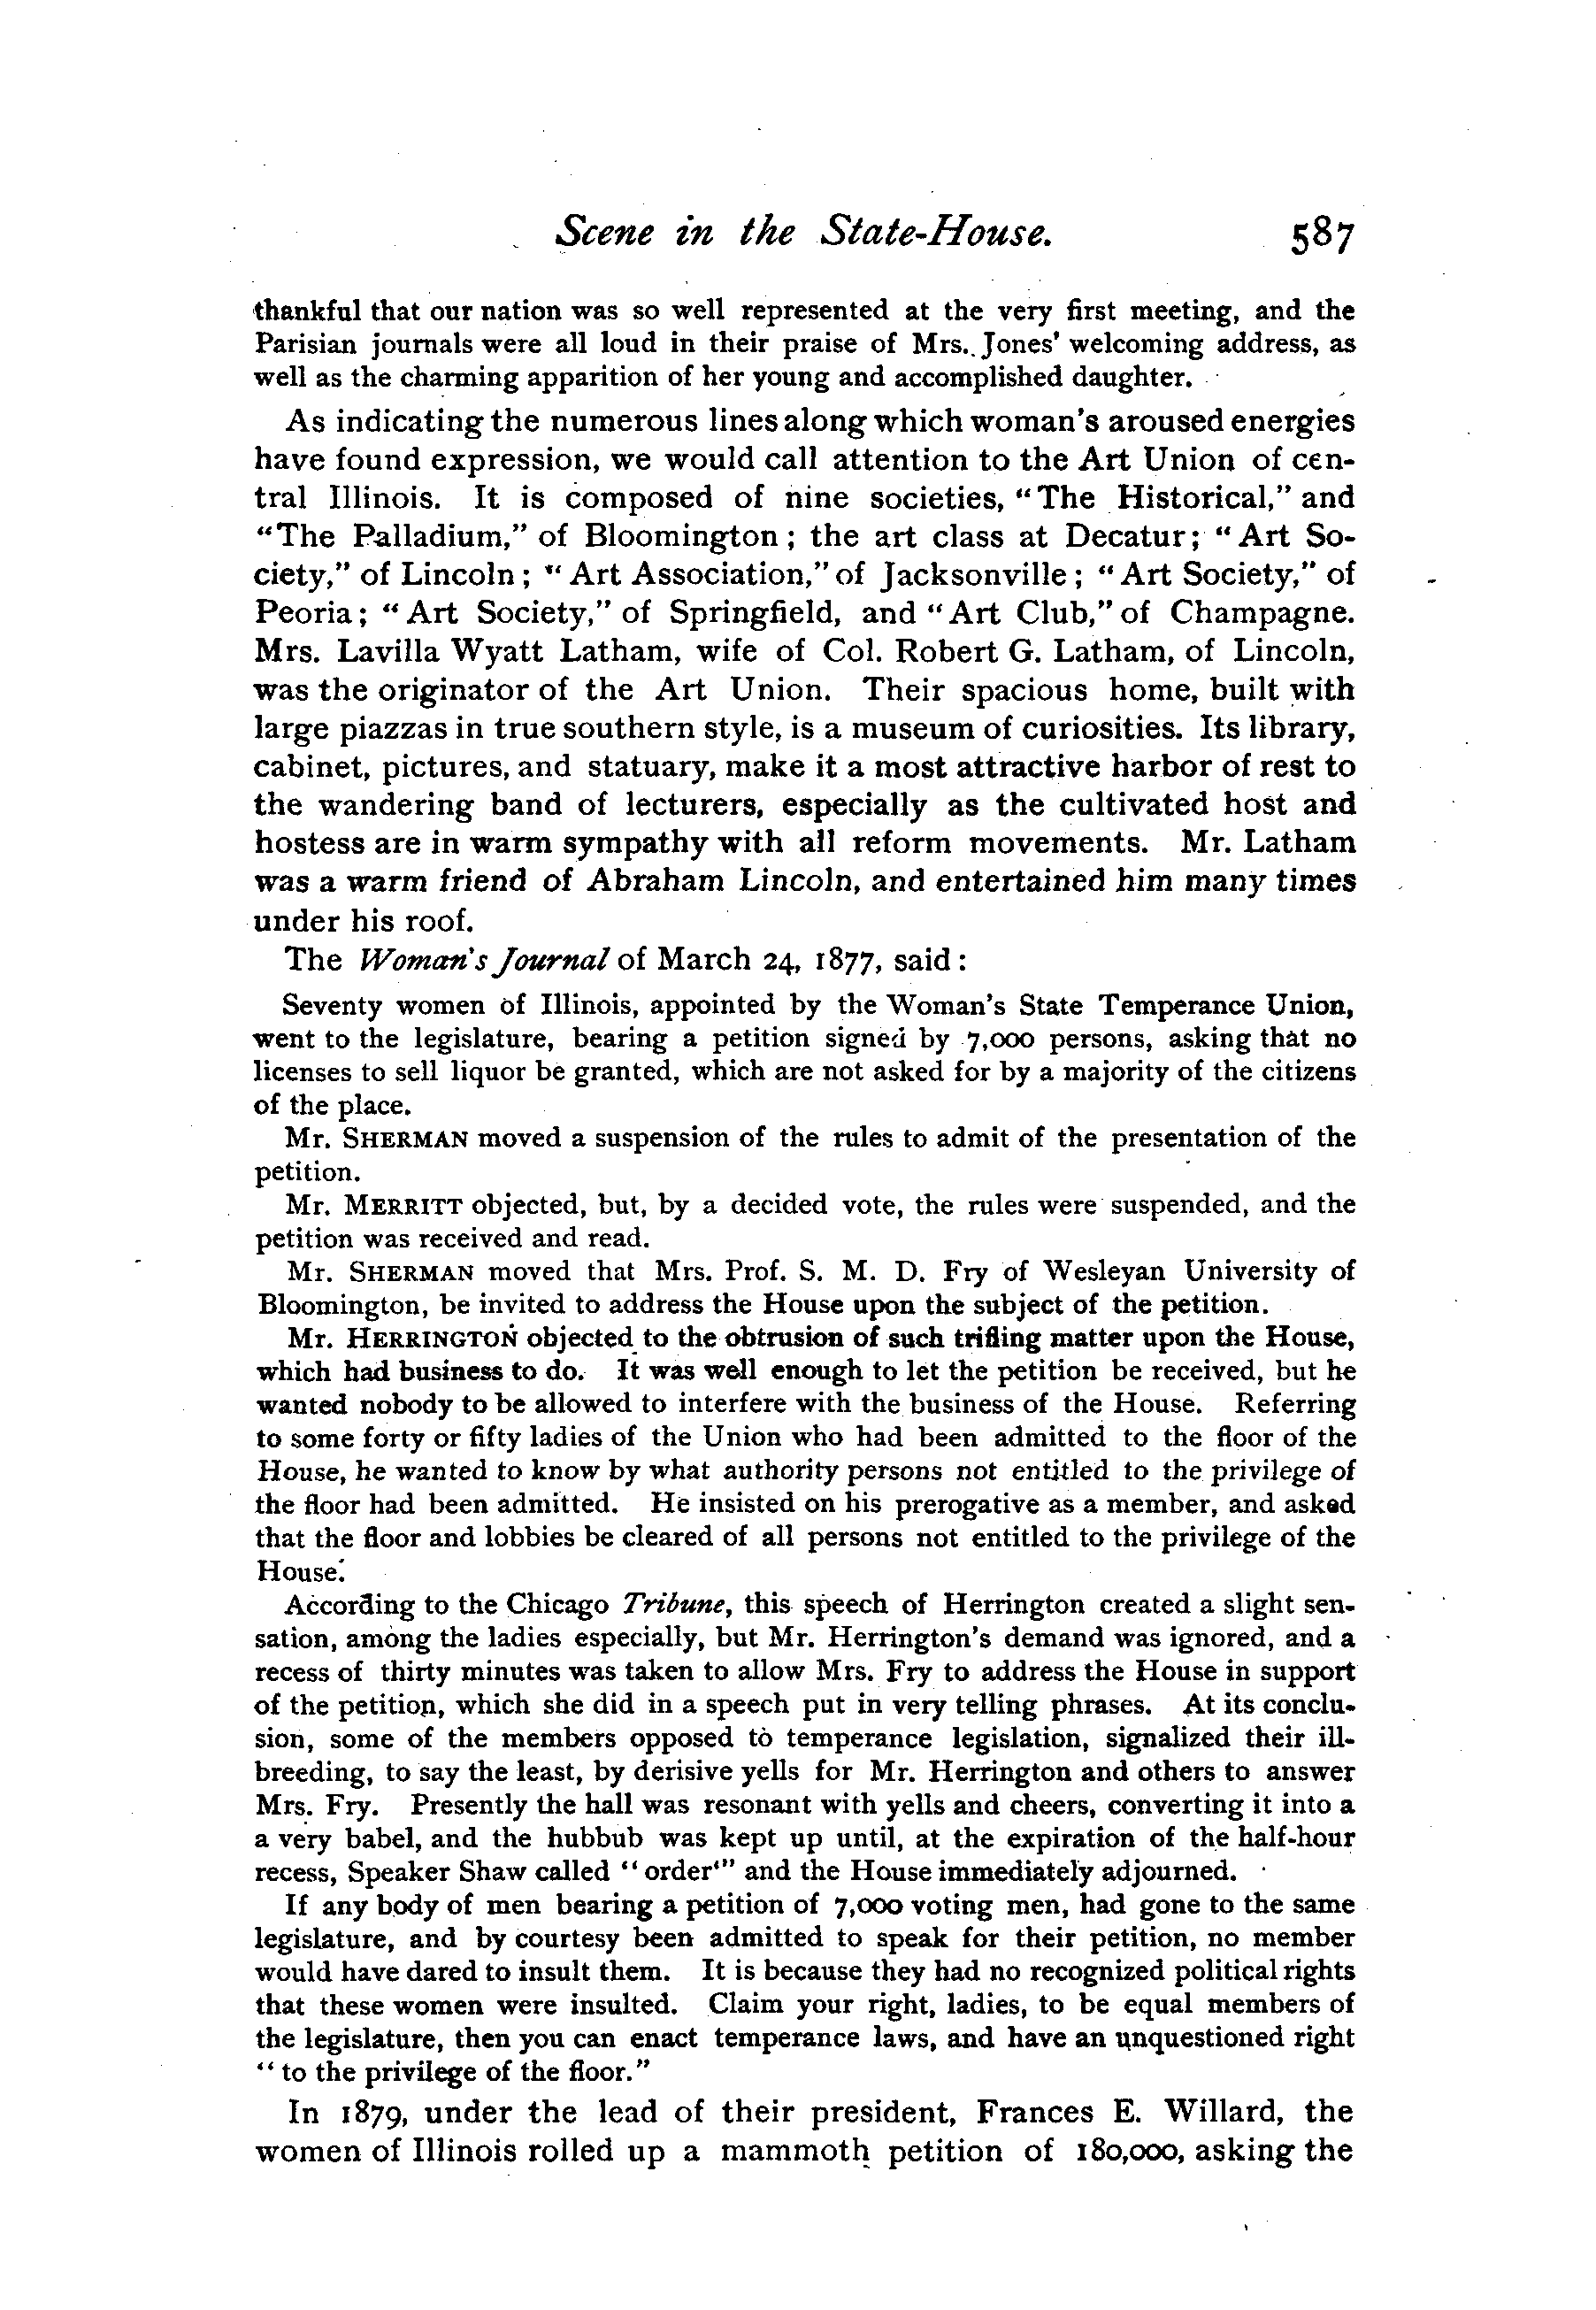 Scene in the State-House. 587
thankful that our nation was so well represented at the very first meeting, and the
Parisian journals were all loud in their praise of Mrs. Jones' welcoming address, as
well as the charming apparition of her young and accomplished daughter.
As indicating the numerous lines along which woman's aroused energies
have found expression, we would call attention to the Art Union of cen-
tral Illinois. It is composed of nine societies, "The Historical," and
"The Palladium," of Bloomington; the art class at Decatur; "Art So-
ciety," of Lincoln; "Art Association," of Jacksonville; "Art Society," of
Peoria; "Art Society," of Springfield, and "Art Club," of Champagne.
Mrs. Lavilla Wyatt Latham, wife of Col. Robert G. Latham, of Lincoln,
was the originator of the Art Union. Their spacious home, built with
large piazzas in true southern style, is a museum of curiosities. Its library,
cabinet, pictures, and statuary, make it a most attractive harbor of rest to
the wandering band of lecturers, especially as the cultivated host and
hostess are in warm sympathy with all reform movements. Mr. Latham
was a warm friend of Abraham Lincoln, and entertained him many times
under his roof.
The Woman's Journal of March 24, 1877, said:
Seventy women of Illinois, appointed by the Woman's State Temperance Union,
went to the legislature, bearing a petition signed by 7,000 persons, asking that no
licenses to sell liquor be granted, which are not asked for by a majority of the citizens
of the place.
Mr. SHERMAN moved a suspension of the rules to admit of the presentation of the
petition.
Mr. MERRITT objected, but, by a decided vote, the rules were suspended, and the
petition was received and read.
Mr. SHERMAN moved that Mrs. Prof. S. M. D. Fry of Wesleyan University of
Bloomington, be invited to address the House upon the subject of the petition.
Mr. HERRINGTON objected to the obtrusion of such trifling matter upon the House,
which had business to do. It was well enough to let the petition be received, but he
wanted nobody to be allowed to interfere with the business of the House. Referring
to some forty or fifty ladies of the Union who had been admitted to the floor of the
House, he wanted to know by what authority persons not entitled to the privilege of
the floor had been admitted. He insisted on his prerogative as a member, and asked
that the floor and lobbies be cleared of all persons not entitled to the privilege of the
House.
According to the Chicago Tribune, this speech of Herrington created a slight sen-
sation, among the ladies especially, but Mr. Herrington's demand was ignored, and a
recess of thirty minutes was taken to allow Mrs. Fry to address the House in support
of the petition, which she did in a speech put in very telling phrases. At its conclu-
sion, some of the members opposed to temperance legislation, signalized their ill-
breeding, to say the least, by derisive yells for Mr. Herrington and others to answer
Mrs. Fry. Presently the hall was resonant with yells and cheers, converting it into a
a very babel, and the hubbub was kept up until, at the expiration of the half-hour
recess, Speaker Shaw called "order'" and the House immediately adjourned.
If any body of men bearing a petition of 7,000 voting men, had gone to the same
legislature, and by courtesy been admitted to speak for their petition, no member
would have dared to insult them. It is because they had no recognized political rights
that these women were insulted. Claim your right, ladies, to be equal members of
the legislature, then you can enact temperance laws, and have an unquestioned right
"to the privilege of the floor."
In 1879, under the lead of their president, Frances E. Willard, the
women of Illinois rolled up a mammoth petition of 180,000, asking the